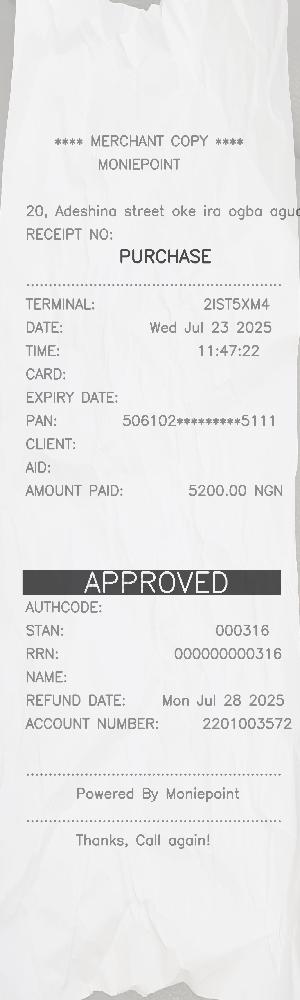 **** MERCHANT COPY ****
MONIEPOINT
20, Adeshina street oke ira ogba
RECEIPT NO:
PURCHASE
TERMINAL: 2IST5XM4
DATE: Wed Jul 23 2025
TIME: 11:47:22
CARD:
EXPIRY DATE:
PAN: 506102*********5111
CLIENT:
AID:
AMOUNT PAID: 5200.00 NGN
APPROVED
AUTHCODE:
STAN: 000316
RRN: 000000000316
NAME:
REFUND DATE: Mon Jul 28 2025
ACCOUNT NUMBER: 2201003572
Powered By Moniepoint
Thanks, Call again!